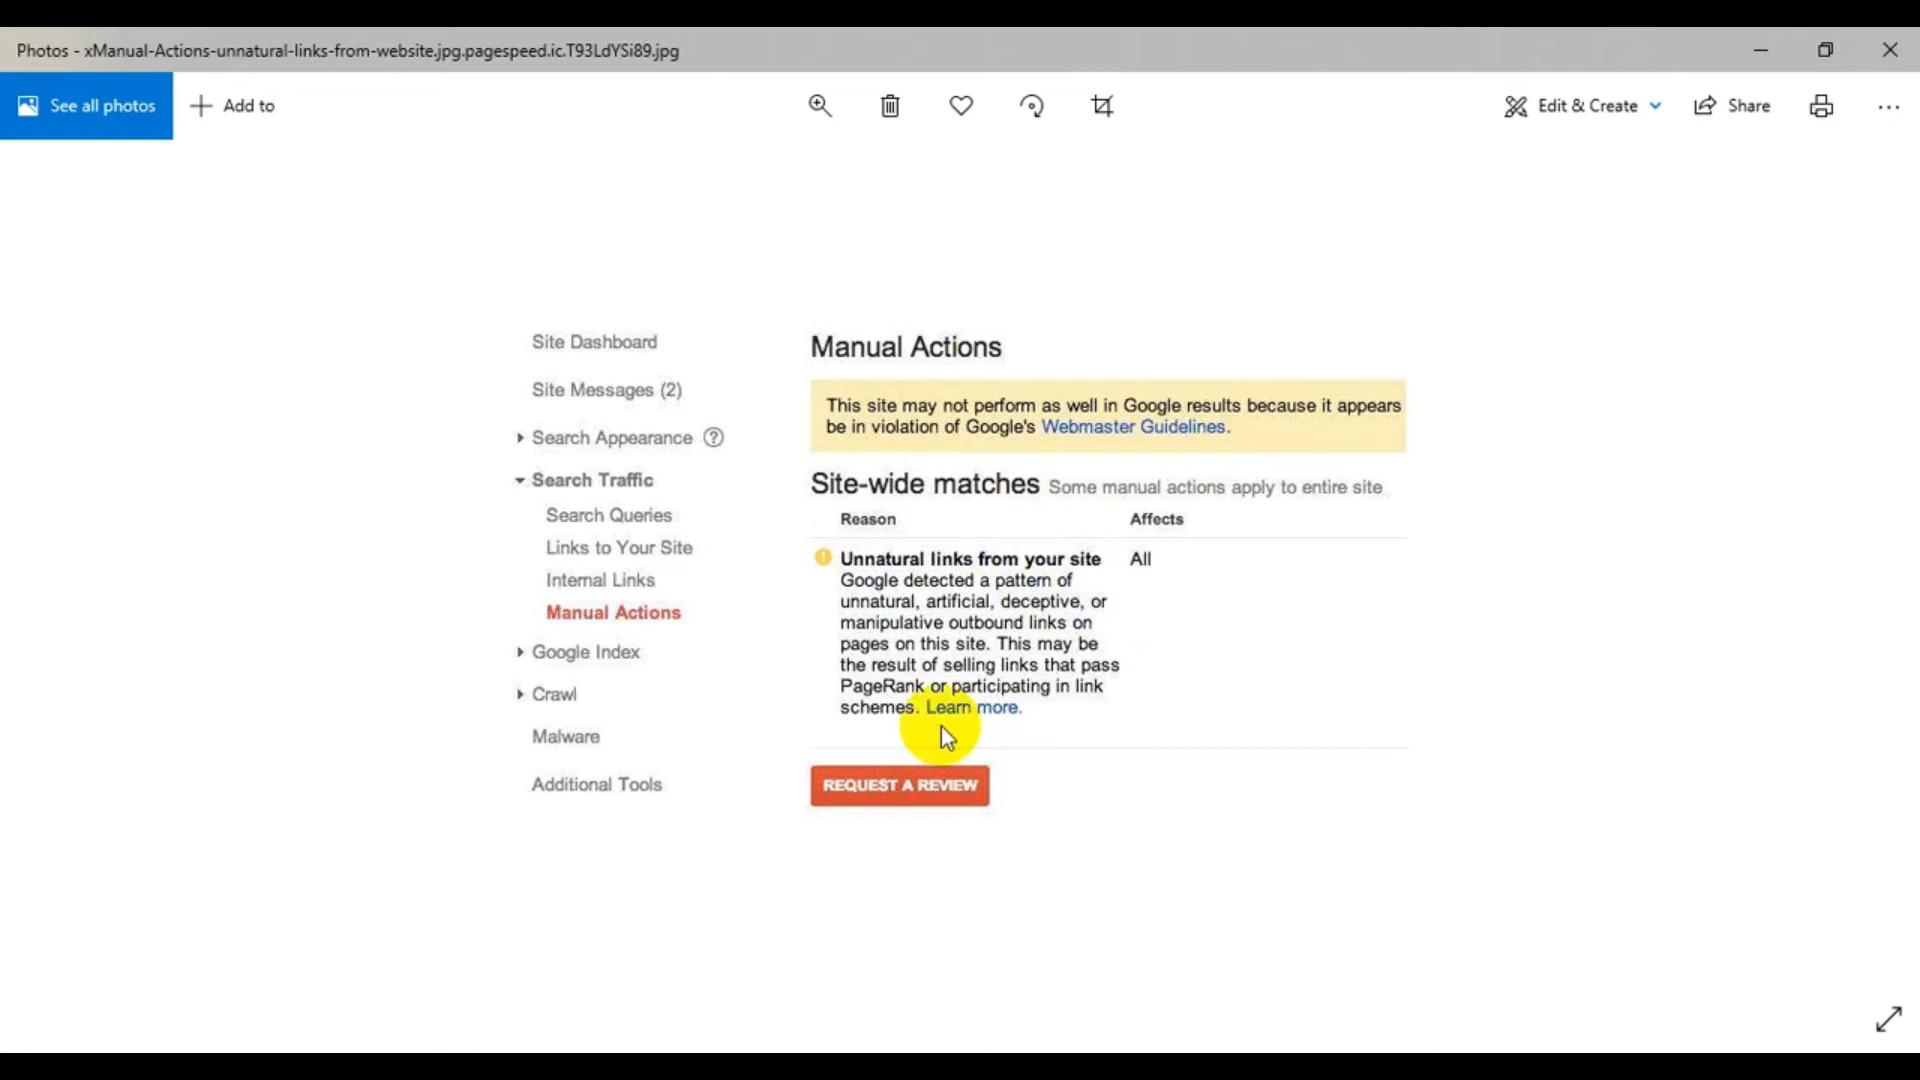 Photos - xManual-Actions-unnatural-links-from-website.jpg.pagespeed.ic.T93LdYSi89.jpg
See all photos
Add to
Edit & Create
Share
Site Dashboard
Site Messages (2)
Search Appearance
Search Traffic
Search Queries
Links to Your Site
Internal Links
Manual Actions
Google Index
Crawl
Malware
Additional Tools
Manual Actions
This site may not perform as well in Google results because it appears
be in violation of Google's Webmaster Guidelines.
Site-wide matches Some manual actions apply to entire site
Reason Affects
Unnatural links from your site All
Google detected a pattern of
unnatural, artificial, deceptive, or
manipulative outbound links on
pages on this site. This may be
the result of selling links that pass
PageRank or participating in link
schemes. Learn more.
REQUEST A REVIEW